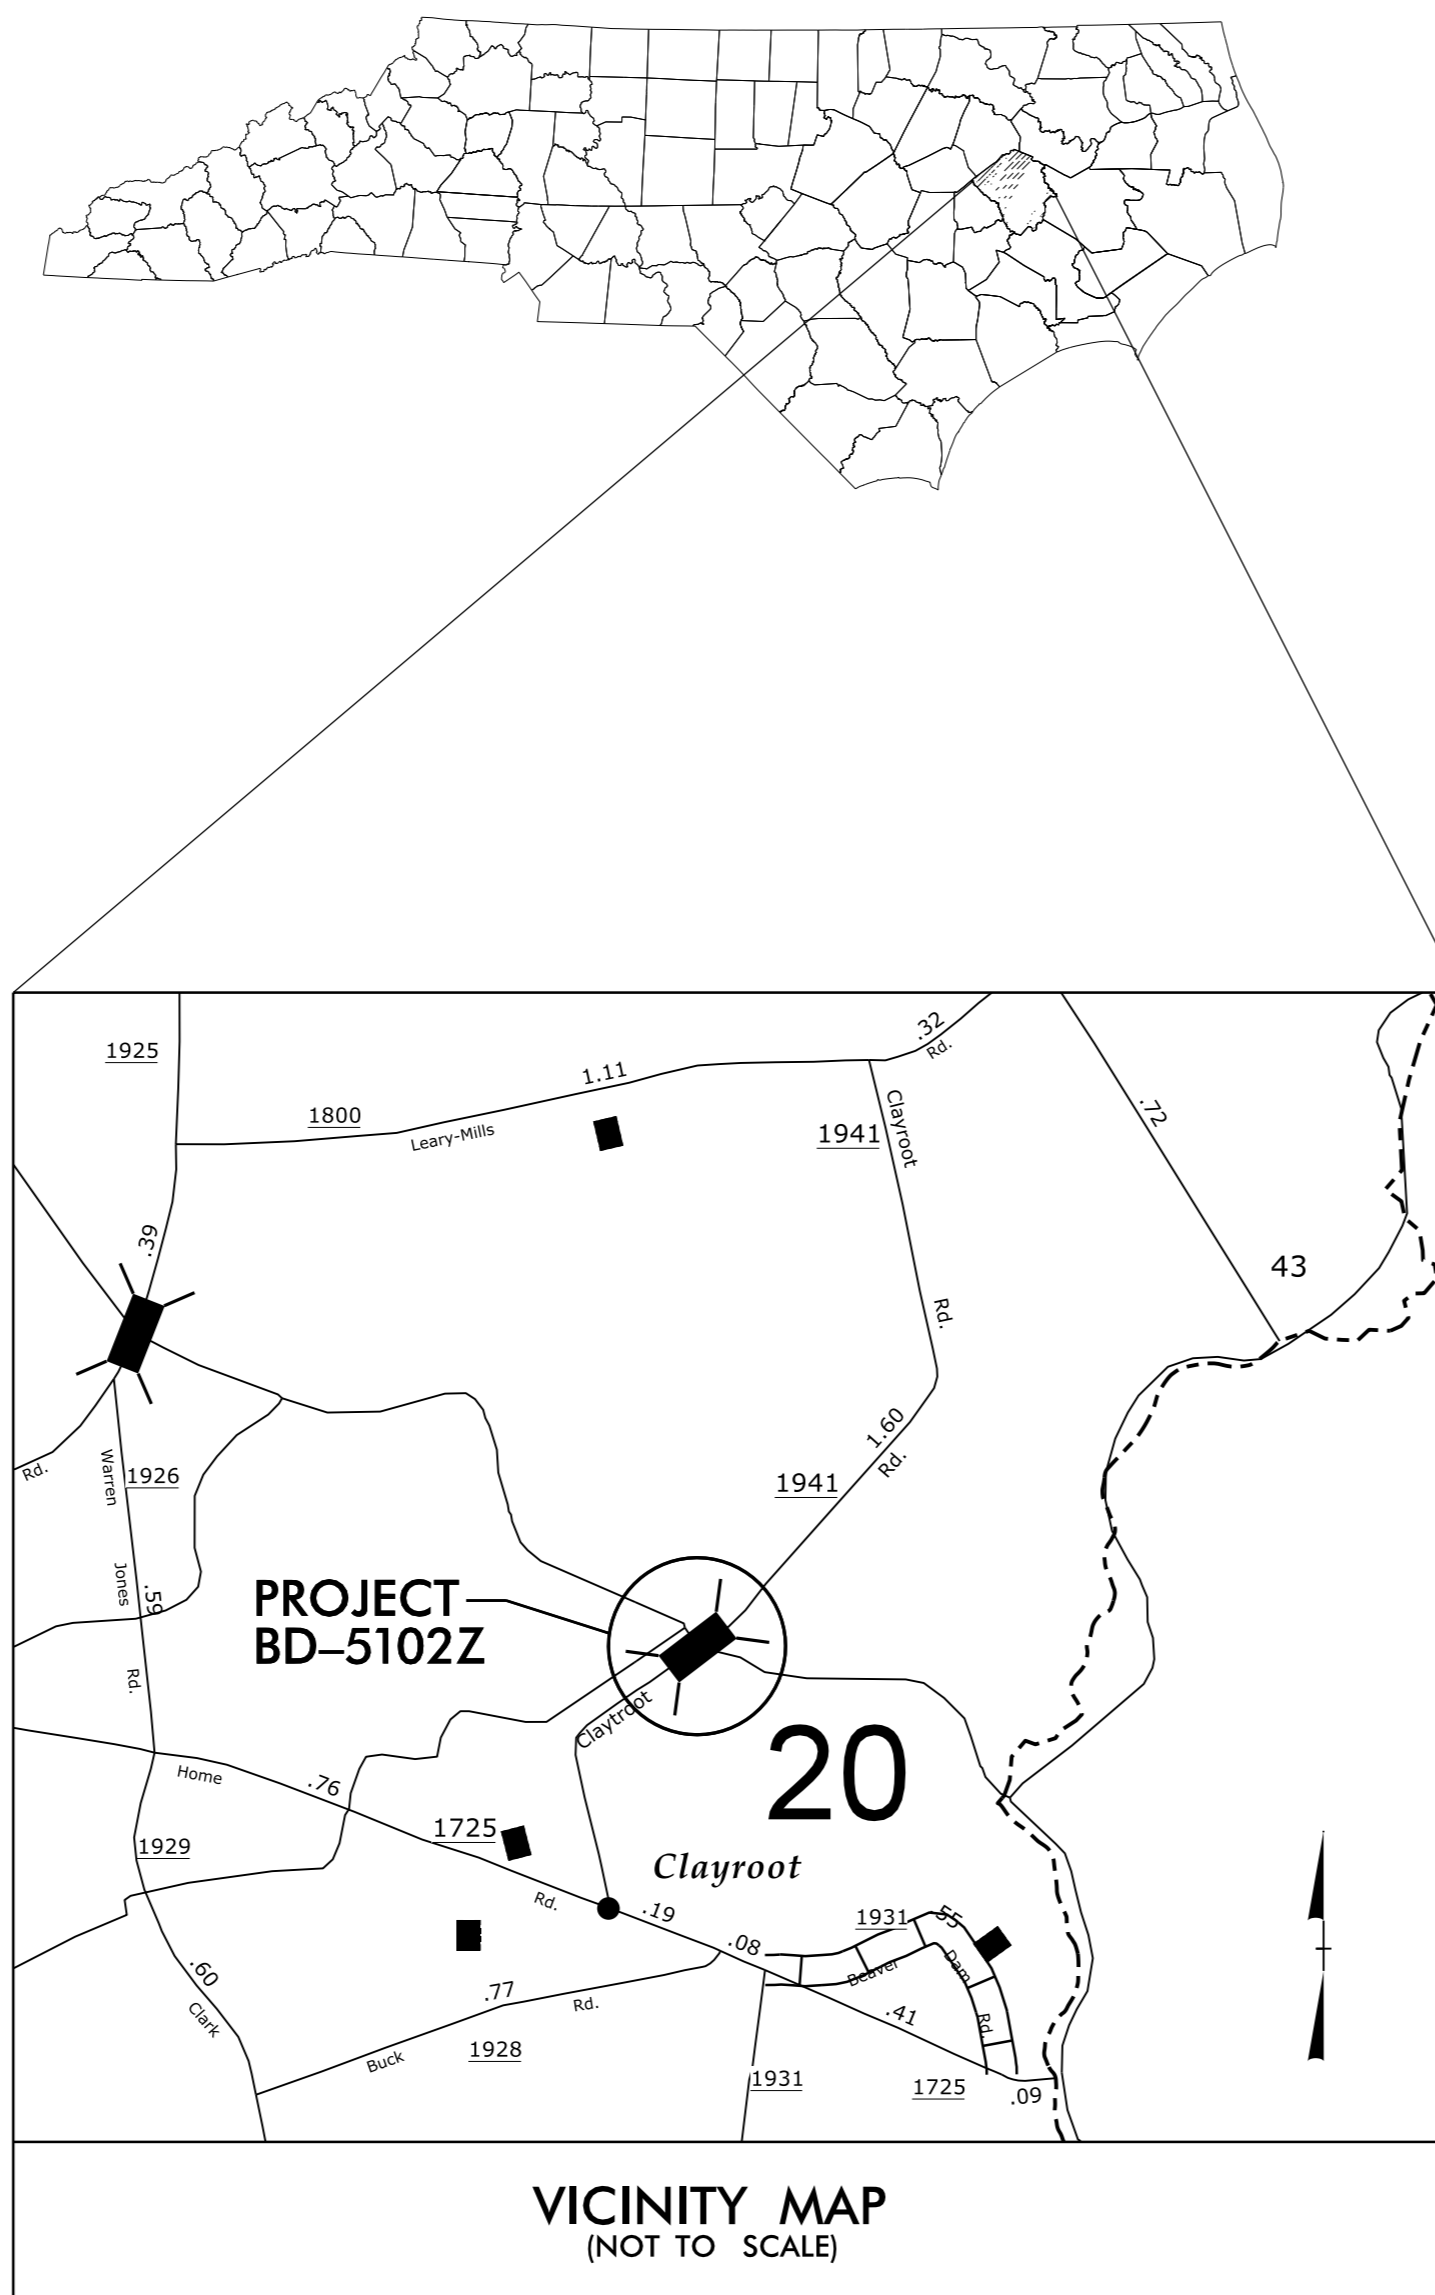 .32
Rd.
1925
1.11
1800
Leary-Mills
1941
Clayroot
.72
.39
43
Rd.
1.60
Rd.
1941
Rd.
Warren
1926
Jones
.59
PROJECT
BD–5102Z
Rd.
Claytroot
20
Home
.76
1725
1929
Clayroot
Rd.
.19
1931
.55
.08
Beaver
Dam
Rd.
.60
Clark
.77
Rd.
.41
1928
Buck
1931
1725
.09
VICINITY MAP
(NOT TO SCALE)